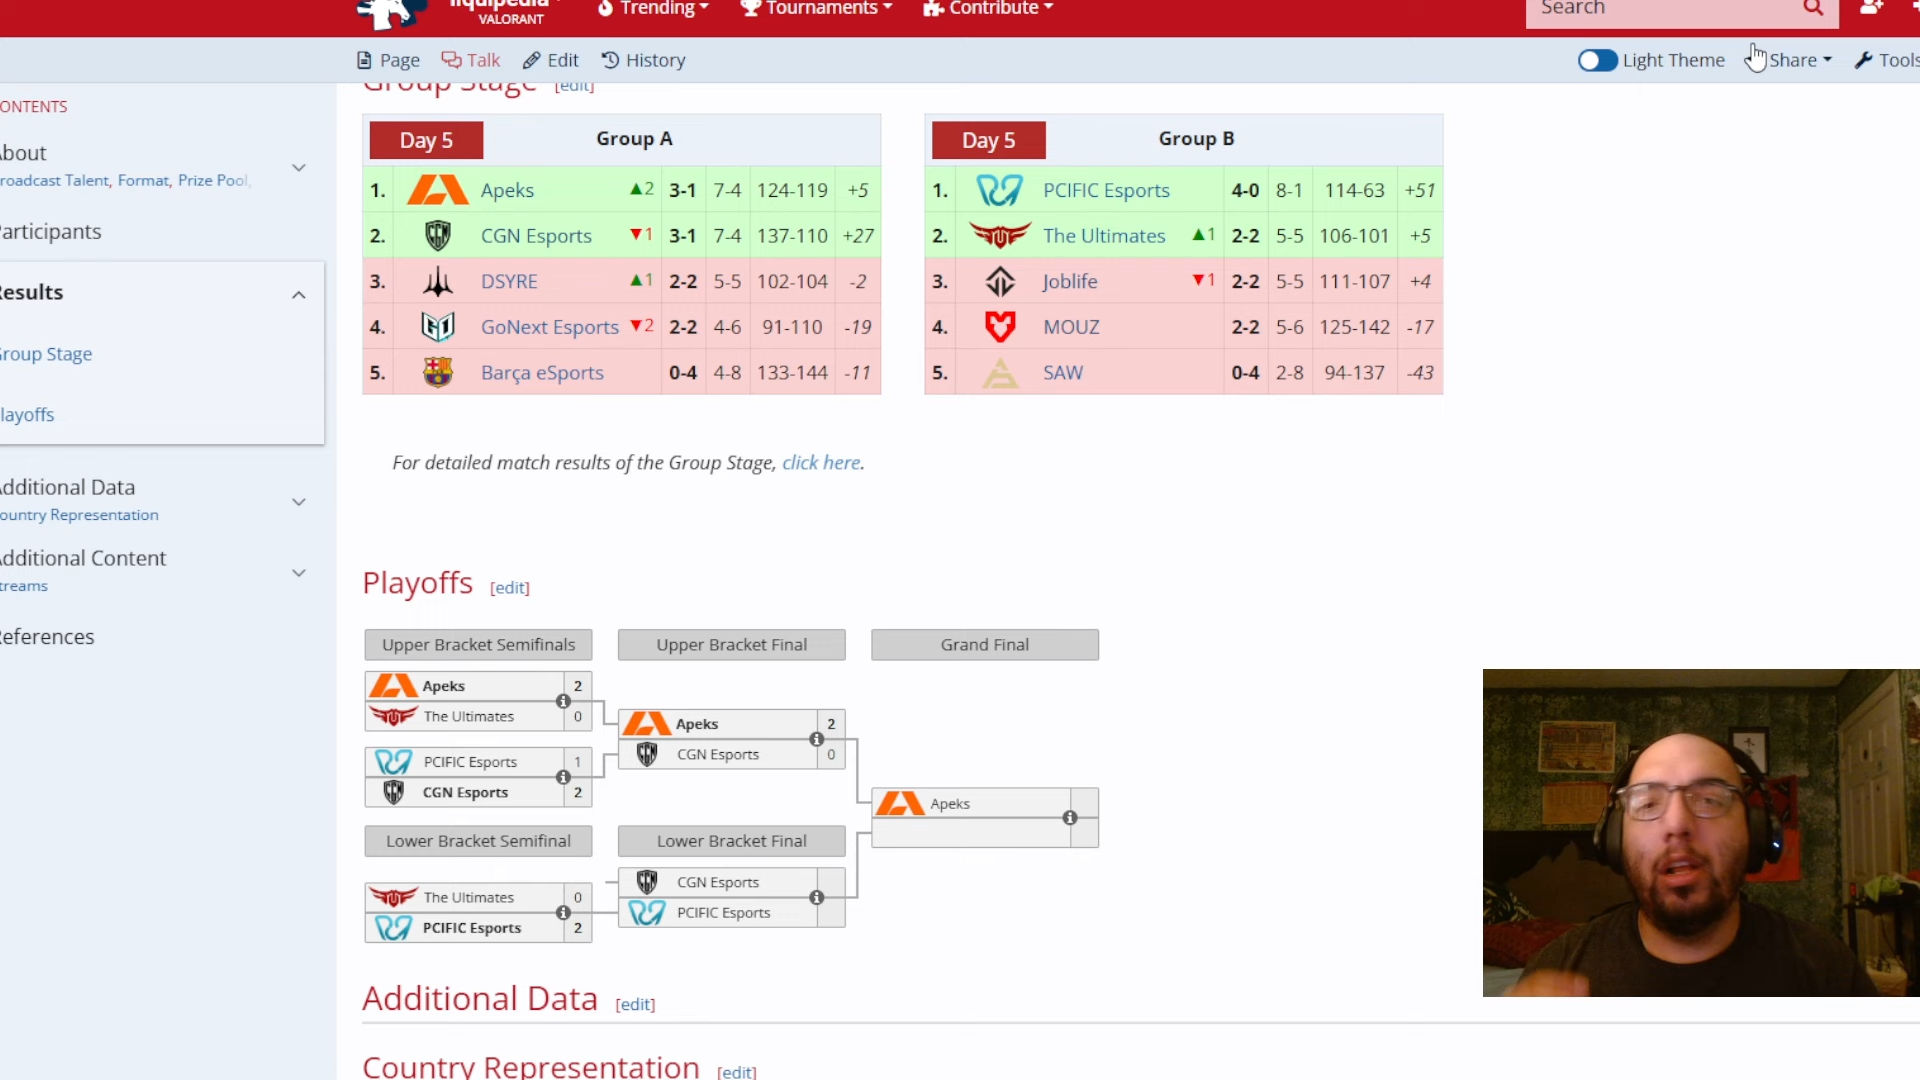 liquipedia
VALORANT
Trending
Tournaments
Contribute
Search
Page
Talk
Edit
History
Light Theme
Share
Tools
ONTENTS
About
roadcast Talent, Format, Prize Pool,
articipants
Results
Group Stage
layoffs
Additional Data
ountry Representation
Additional Content
treams
References
Group Stage [edit]
Day 5 Group A
1. Apeks ▲2 3-1 7-4 124-119 +5
2. CGN Esports ▼1 3-1 7-4 137-110 +27
3. DSYRE ▲1 2-2 5-5 102-104 -2
4. GoNext Esports ▼2 2-2 4-6 91-110 -19
5. Barça eSports 0-4 4-8 133-144 -11
Day 5 Group B
1. PCIFIC Esports 4-0 8-1 114-63 +51
2. The Ultimates ▲1 2-2 5-5 106-101 +5
3. Joblife ▼1 2-2 5-5 111-107 +4
4. MOUZ 2-2 5-6 125-142 -17
5. SAW 0-4 2-8 94-137 -43
For detailed match results of the Group Stage, click here.
Playoffs [edit]
Upper Bracket Semifinals
Upper Bracket Final
Grand Final
Apeks 2
The Ultimates 0
PCIFIC Esports 1
CGN Esports 2
Apeks 2
CGN Esports 0
Apeks
Lower Bracket Semifinal
Lower Bracket Final
The Ultimates 0
PCIFIC Esports 2
CGN Esports
PCIFIC Esports
Additional Data [edit]
Country Representation [edit]